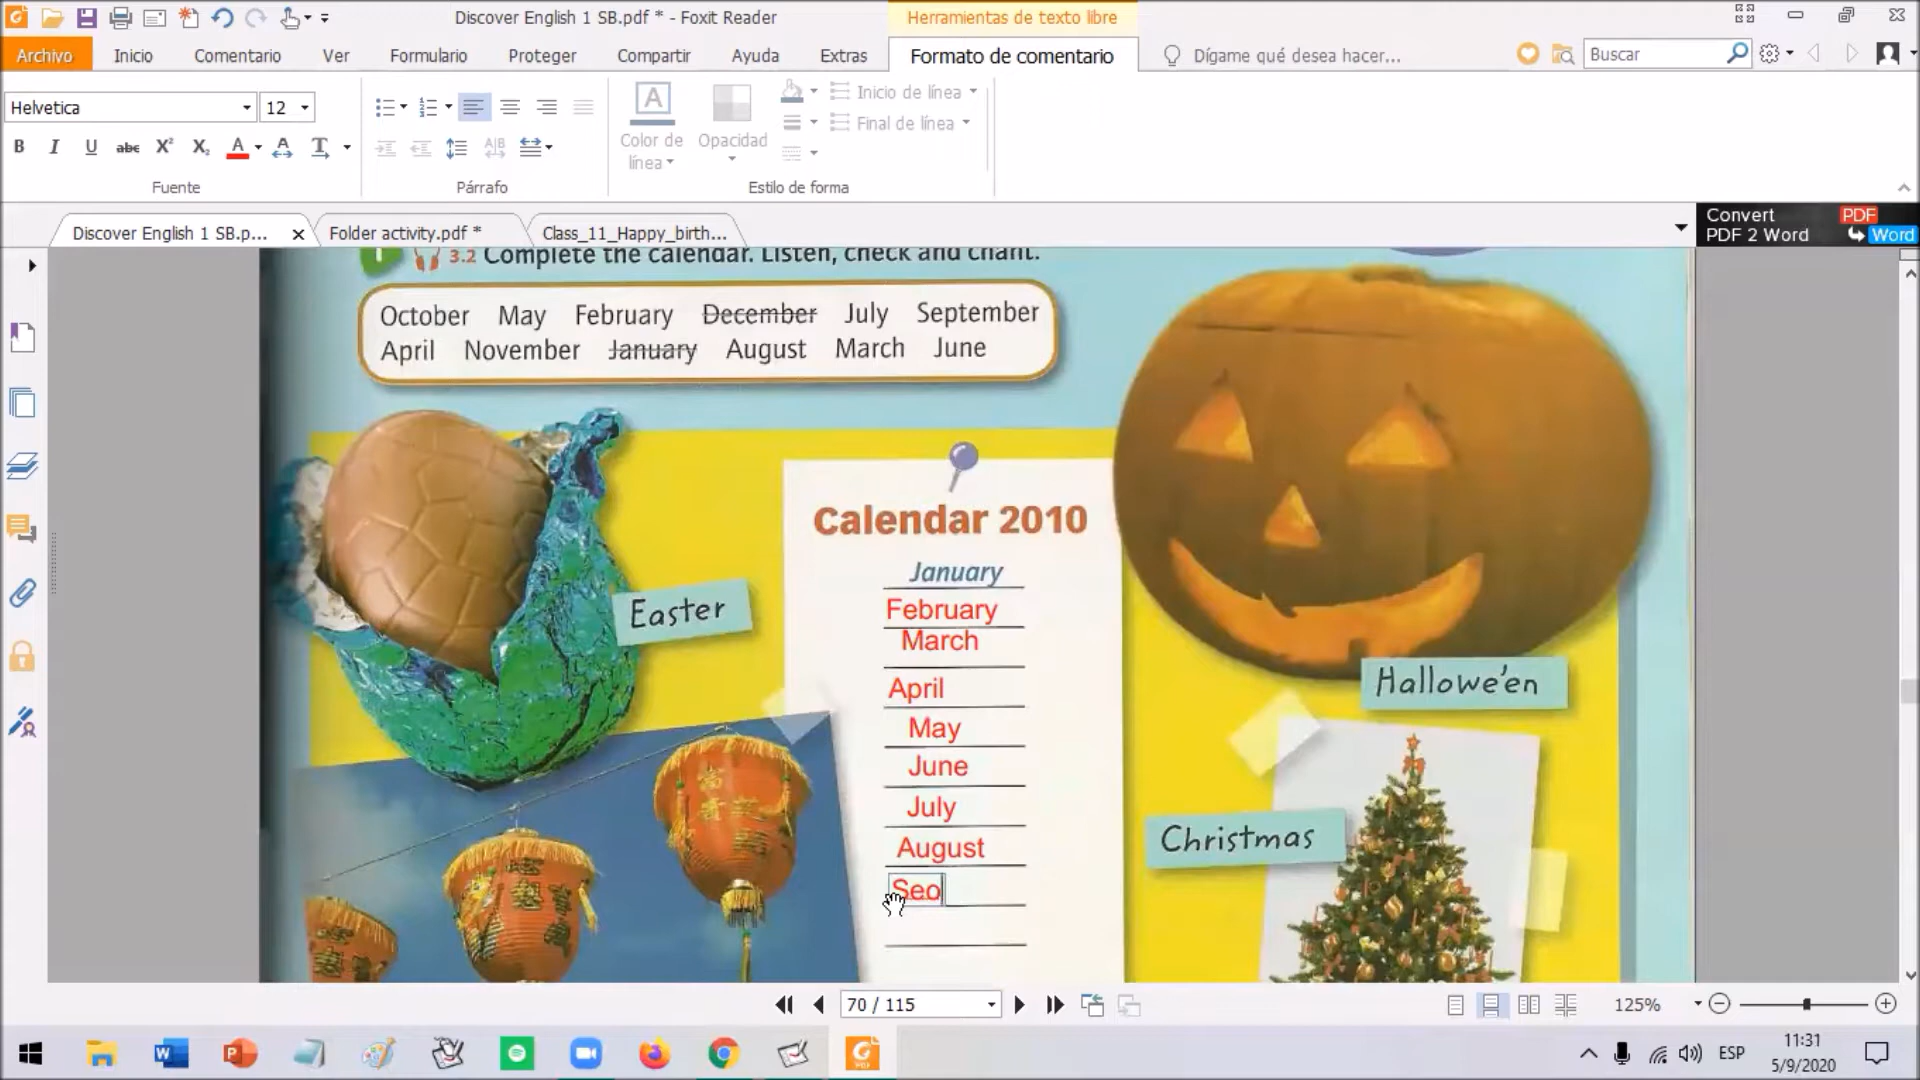 Discover English 1 SB.pdf * - Foxit Reader
Herramientas de texto libre
Archivo Inicio Comentario Ver Formulario Proteger Compartir Ayuda Extras Formato de comentario Dígame qué desea hacer... Buscar
Helvetica 12
Color de línea
Opacidad
Inicio de línea
Final de línea
Fuente Párrafo Estilo de forma
Discover English 1 SB.p... Folder activity.pdf * Class_11_Happy_birth...
Convert PDF
PDF 2 Word Word
3.2 Complete the calendar. Listen, check and chant.
October May February December July September
April November January August March June
Calendar 2010
January
February
March
April
May
June
July
August
Seo
Easter
Hallowe'en
Christmas
70 / 115
125%
ESP
11:31
5/9/2020